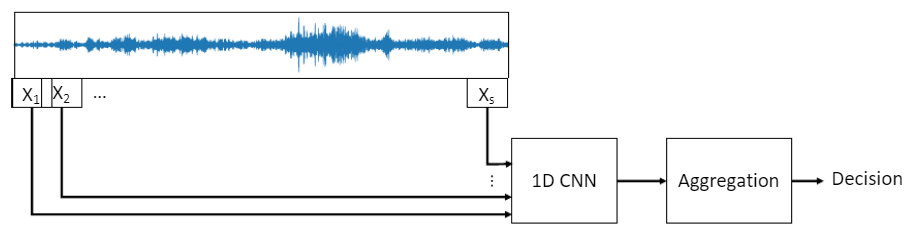 X1 X2 ... Xs
⋮
1D CNN Aggregation Decision